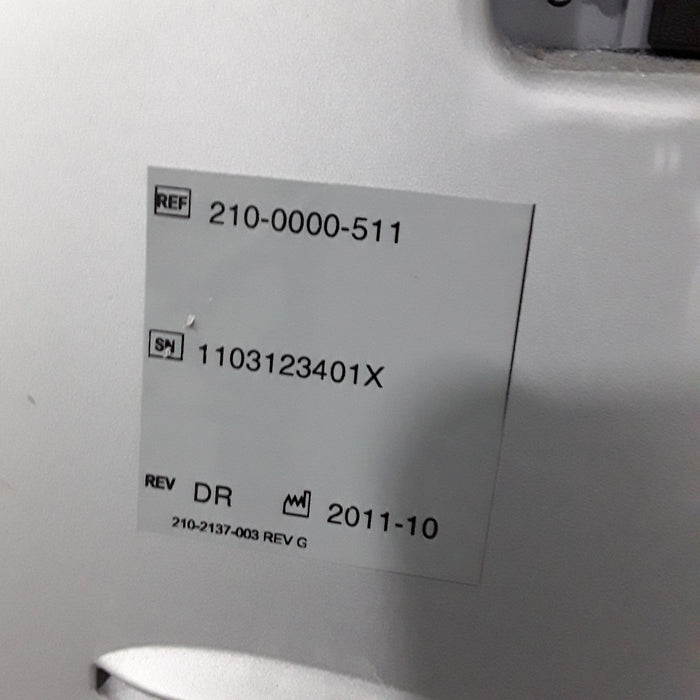 REF 210-0000-511
SN 1103123401X
REV DR 2011-10
210-2137-003 REV G